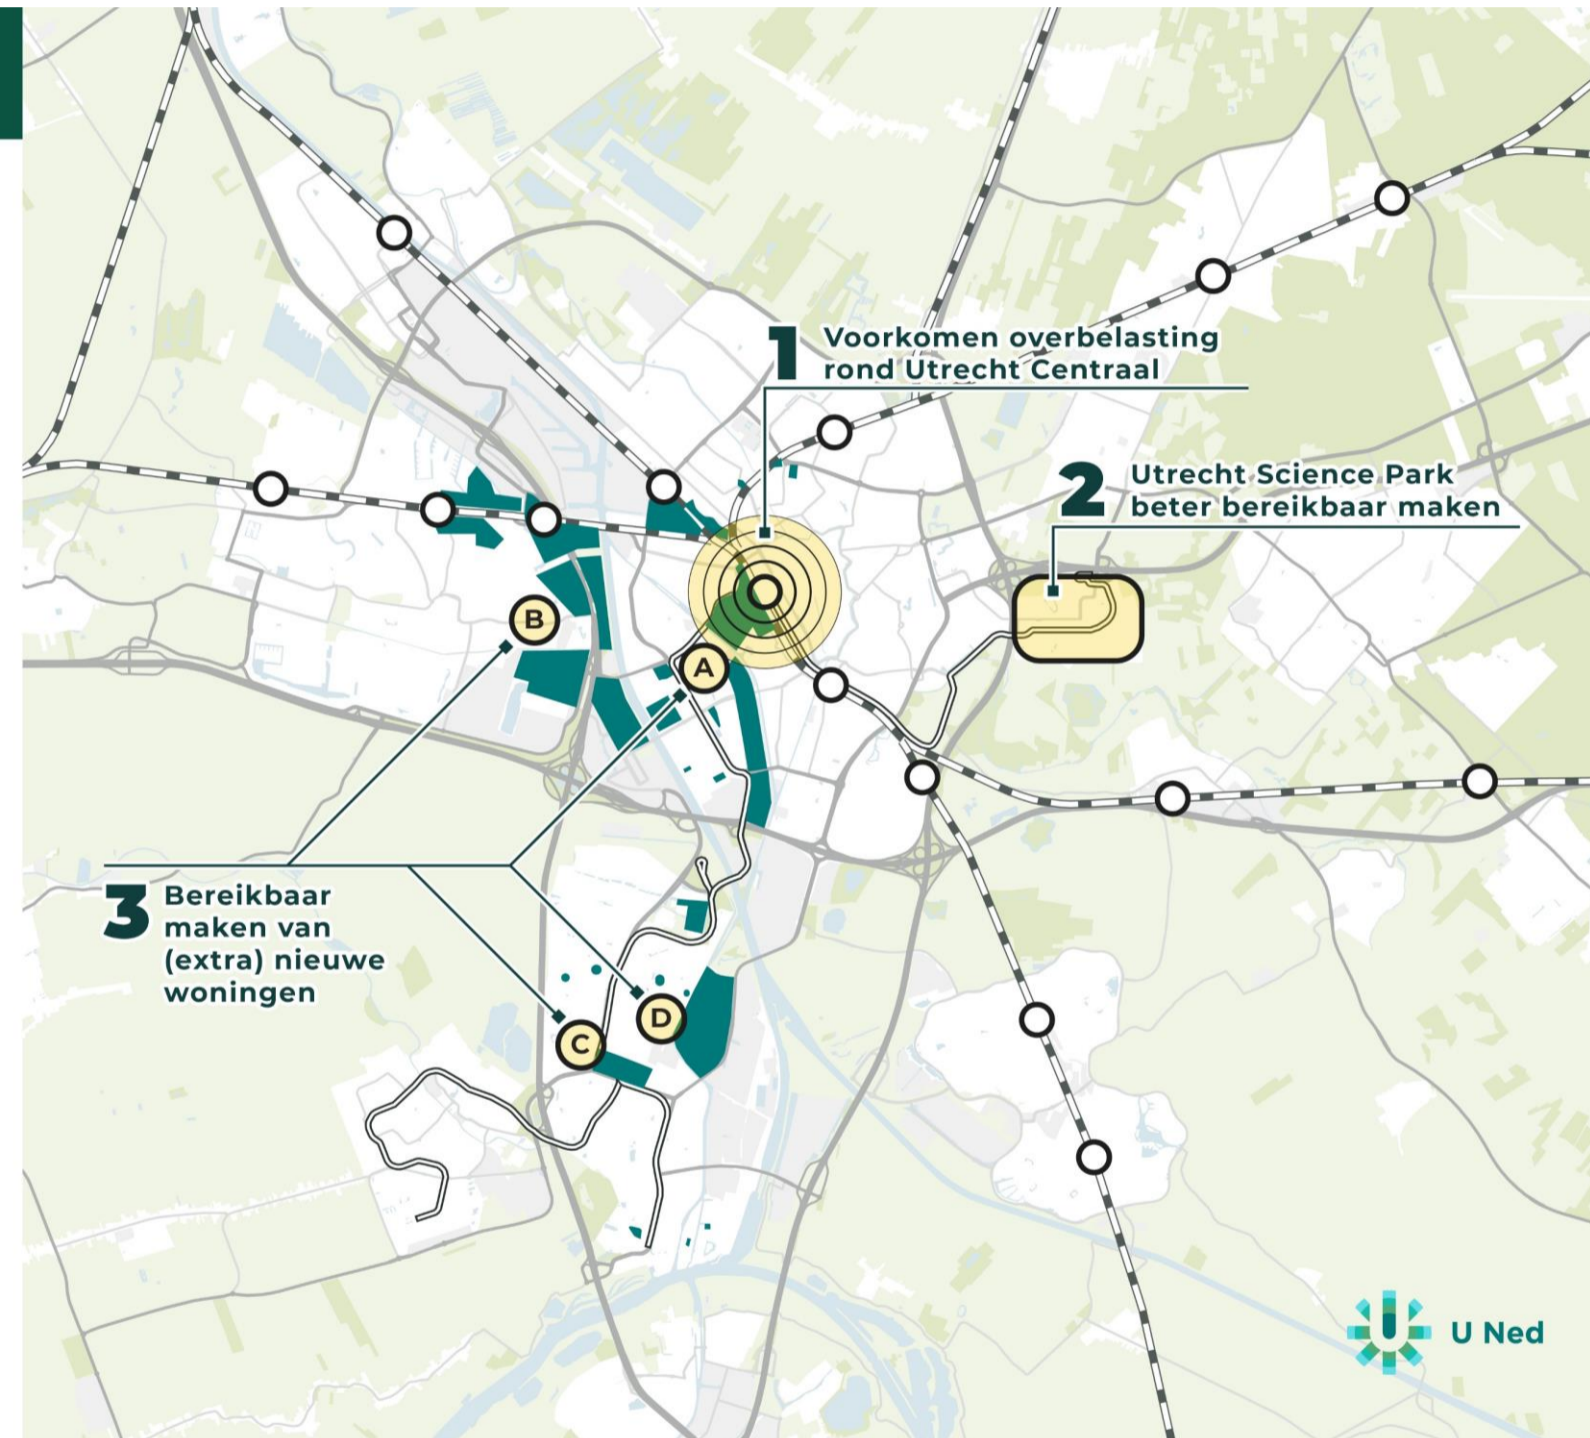 1
Voorkomen overbelasting
rond Utrecht Centraal
2
Utrecht Science Park
beter bereikbaar maken
B
A
3
Bereikbaar
maken van
(extra) nieuwe
woningen
D
C
U Ned